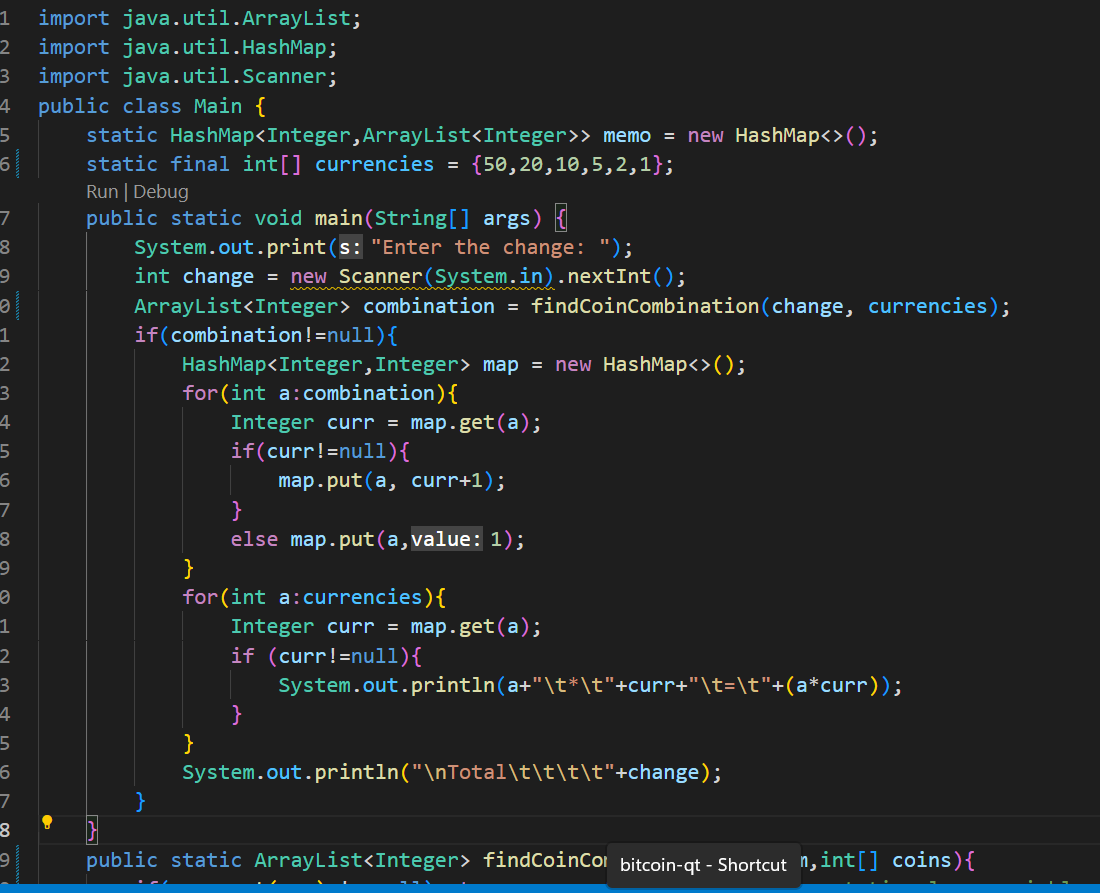 1 import java.util.ArrayList;
2 import java.util.HashMap;
3 import java.util.Scanner;
4 public class Main {
5 static HashMap<Integer,ArrayList<Integer>> memo = new HashMap<>();
6 static final int[] currencies = {50,20,10,5,2,1};
Run | Debug
7 public static void main(String[] args) {
8 System.out.print(s: "Enter the change: ");
9 int change = new Scanner(System.in).nextInt();
0 ArrayList<Integer> combination = findCoinCombination(change, currencies);
1 if(combination!=null){
2 HashMap<Integer,Integer> map = new HashMap<>();
3 for(int a:combination){
4 Integer curr = map.get(a);
5 if(curr!=null){
6 map.put(a, curr+1);
7 }
8 else map.put(a,value: 1);
9 }
0 for(int a:currencies){
1 Integer curr = map.get(a);
2 if (curr!=null){
3 System.out.println(a+"\t*\t"+curr+"\t=\t"+(a*curr));
4 }
5 }
6 System.out.println("\nTotal\t\t\t\t"+change);
7 }
8 }
9 public static ArrayList<Integer> findCoinCo ,int[] coins){
bitcoin-qt - Shortcut